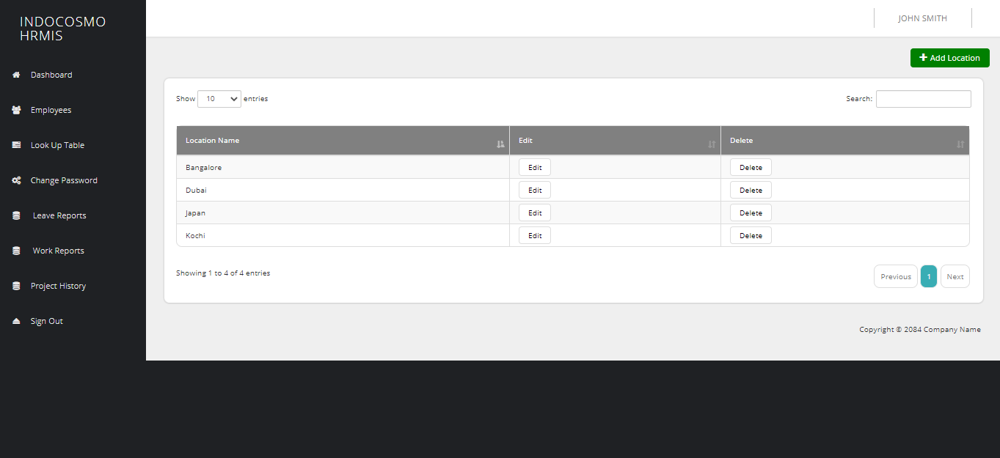 INDOCOSMO
HRMIS
JOHN SMITH
Dashboard
Employees
Look Up Table
Change Password
Leave Reports
Work Reports
Project History
Sign Out
Add Location
Show 10 entries
Search:
Location Name Edit Delete
Bangalore Edit Delete
Dubai Edit Delete
Japan Edit Delete
Kochi Edit Delete
Showing 1 to 4 of 4 entries
Previous 1 Next
Copyright © 2084 Company Name